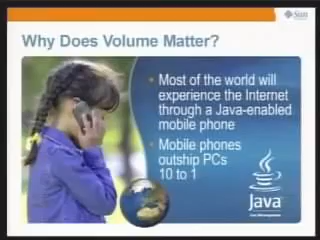 Sun
Why Does Volume Matter?
• Most of the world will
experience the Internet
through a Java-enabled
mobile phone
• Mobile phones
outship PCs
10 to 1
Java